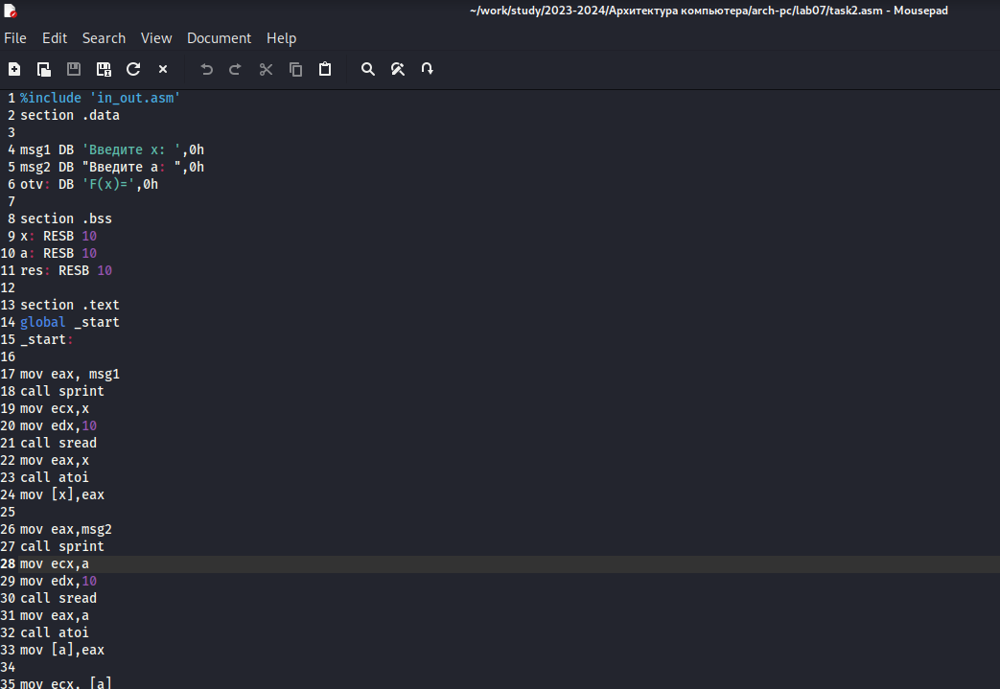 ~/work/study/2023-2024/Архитектура компьютера/arch-pc/lab07/task2.asm - Mousepad
File Edit Search View Document Help
1 %include 'in_out.asm'
2 section .data
3
4 msg1 DB 'Введите x: ',0h
5 msg2 DB "Введите a: ",0h
6 otv: DB 'F(x)=',0h
7
8 section .bss
9 x: RESB 10
10 a: RESB 10
11 res: RESB 10
12
13 section .text
14 global _start
15 _start:
16
17 mov eax, msg1
18 call sprint
19 mov ecx,x
20 mov edx,10
21 call sread
22 mov eax,x
23 call atoi
24 mov [x],eax
25
26 mov eax,msg2
27 call sprint
28 mov ecx,a
29 mov edx,10
30 call sread
31 mov eax,a
32 call atoi
33 mov [a],eax
34
35 mov ecx, [a]